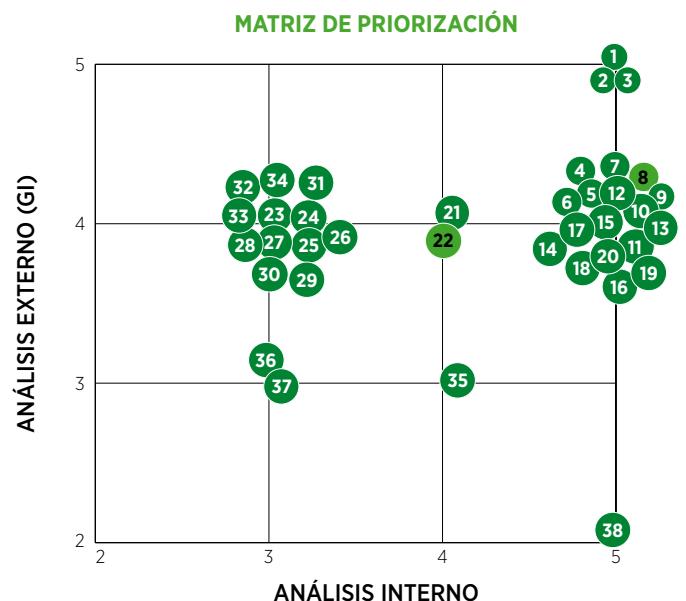 MATRIZ DE PRIORIZACIÓN
5
1
2 3
34 31 32
4 7 8
5 12 9
6 10
33 23 24
21
15 13
17
4
28 27 25 26
22
14 11
20
30 29
18 19
16
36
37
3
35
38
2
2 3 4 5
ANÁLISIS EXTERNO (GI)
ANÁLISIS INTERNO